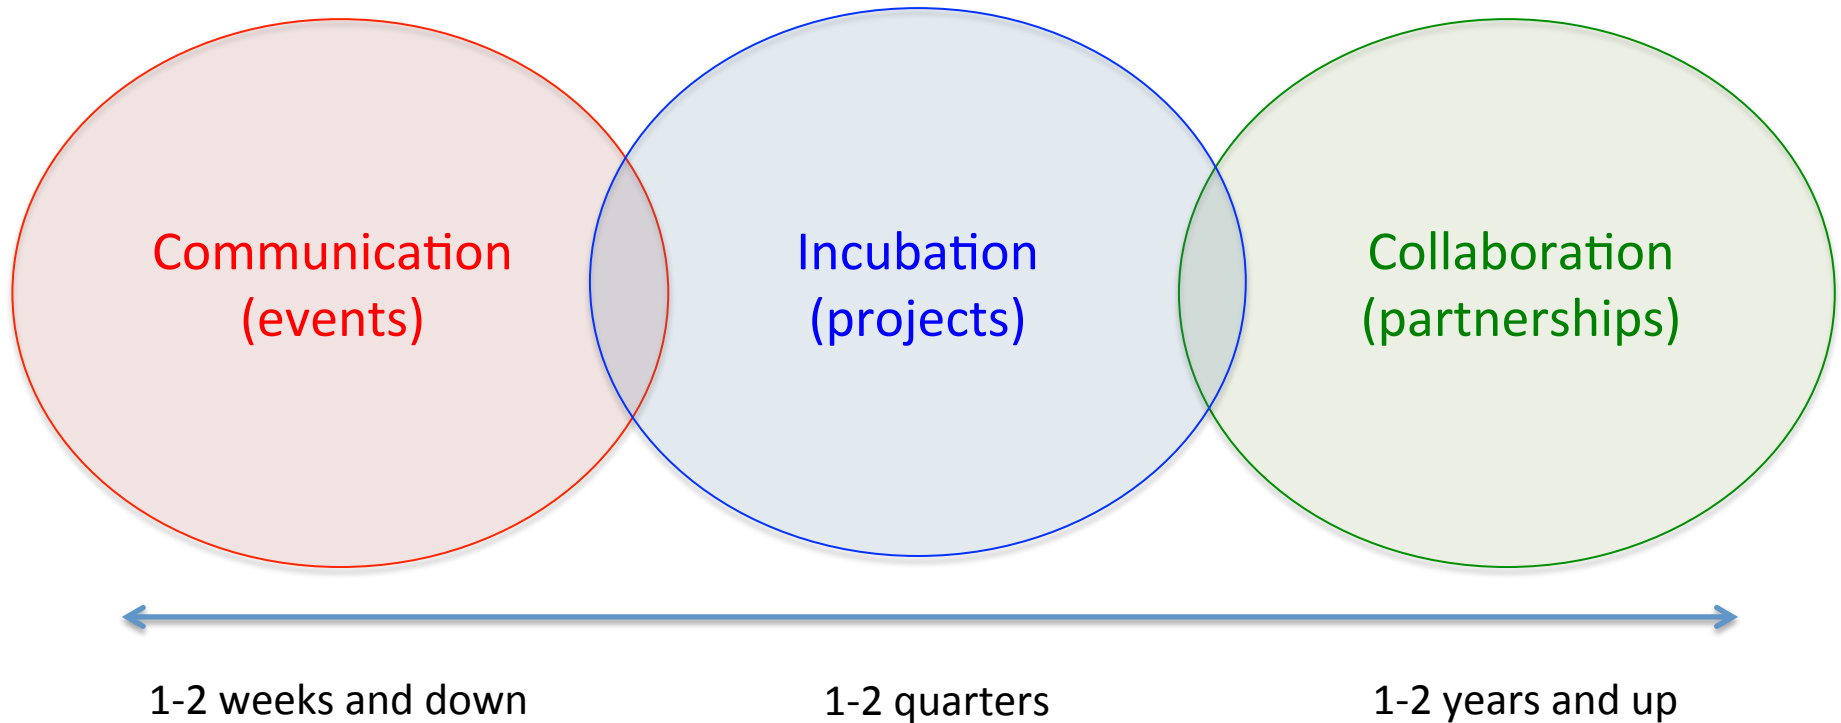 Communication
(events)
Incubation
(projects)
Collaboration
(partnerships)
1-2 weeks and down
1-2 quarters
1-2 years and up